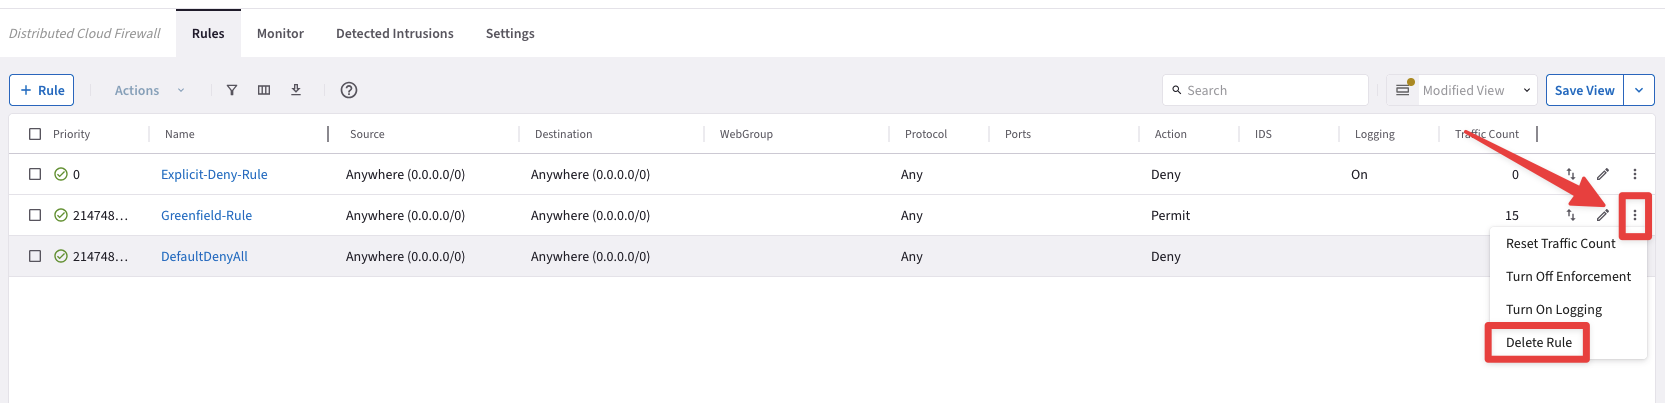 Distributed Cloud Firewall Rules Monitor Detected Intrusions Settings
+ Rule Actions Search Modified View Save View
Priority Name Source Destination WebGroup Protocol Ports Action IDS Logging Traffic Count
0 Explicit-Deny-Rule Anywhere (0.0.0.0/0) Anywhere (0.0.0.0/0) Any Deny On 0
214748... Greenfield-Rule Anywhere (0.0.0.0/0) Anywhere (0.0.0.0/0) Any Permit 15
214748... DefaultDenyAll Anywhere (0.0.0.0/0) Anywhere (0.0.0.0/0) Any Deny
Reset Traffic Count
Turn Off Enforcement
Turn On Logging
Delete Rule